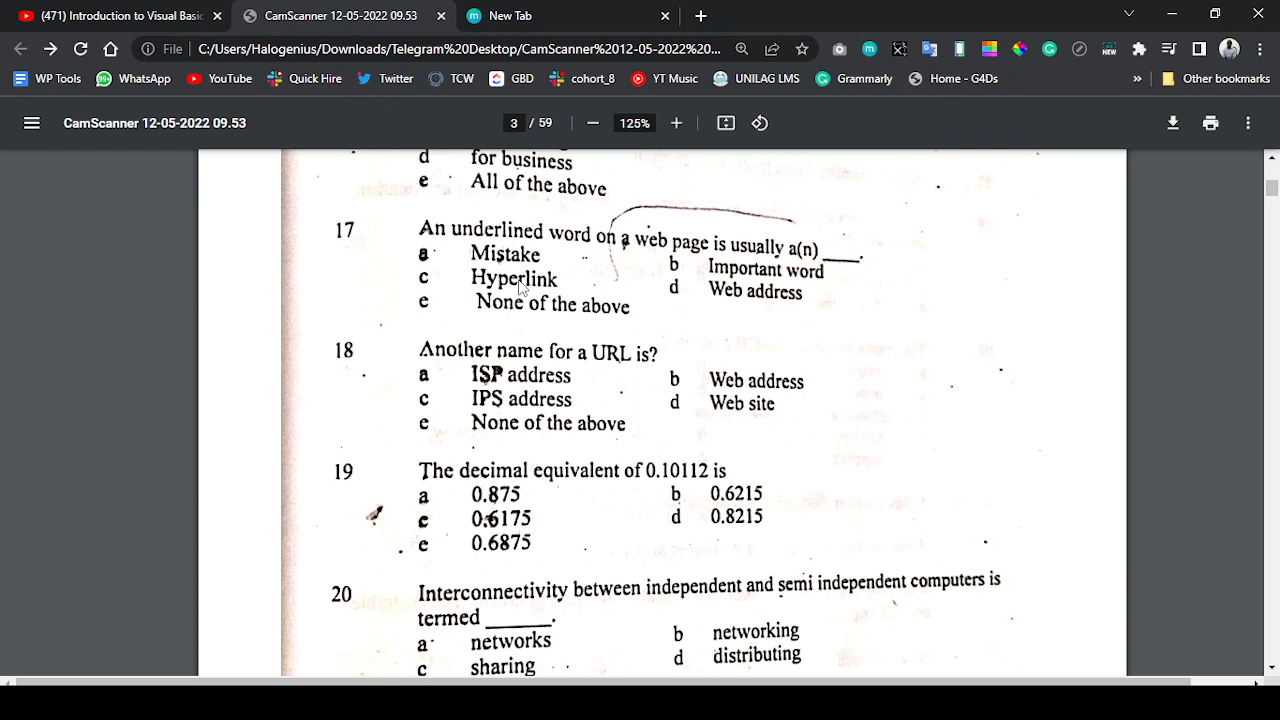 (471) Introduction to Visual Basic
CamScanner 12-05-2022 09.53
New Tab
File
C:/Users/Halogenius/Downloads/Telegram%20Desktop/CamScanner%2012-05-2022%20...
NEW
WP Tools
WhatsApp
YouTube
Quick Hire
Twitter
TCW
GBD
cohort_8
YT Music
UNILAG LMS
Grammarly
Home - G4Ds
»
Other bookmarks
CamScanner 12-05-2022 09.53
3 / 59
125%
d for business
e All of the above
17 An underlined word on a web page is usually a(n) ____.
a Mistake b Important word
c Hyperlink d Web address
e None of the above
18 Another name for a URL is?
a ISP address b Web address
c IPS address d Web site
e None of the above
19 The decimal equivalent of 0.10112 is
a 0.875 b 0.6215
c 0.6175 d 0.8215
e 0.6875
20 Interconnectivity between independent and semi independent computers is
termed ______.
a networks b networking
c sharing d distributing